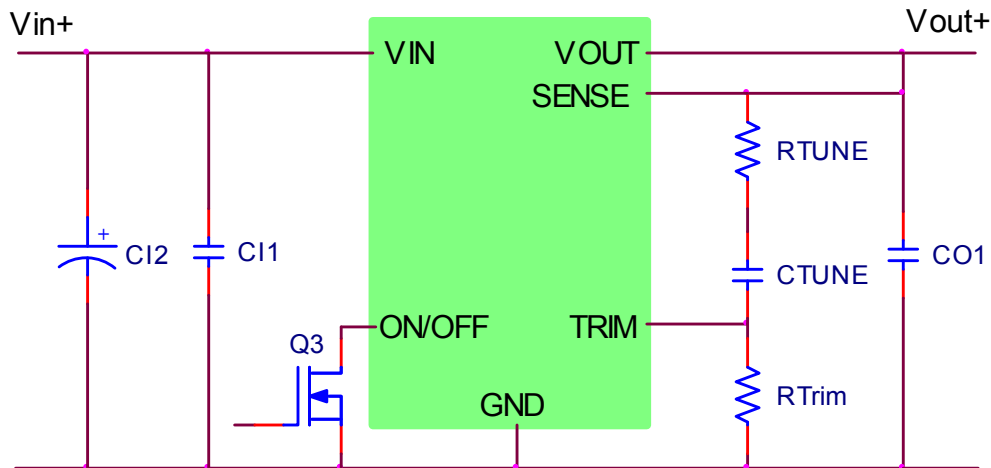 Vin+
Vout+
VIN
VOUT
SENSE
RTUNE
+
CI2
CI1
CTUNE
CO1
ON/OFF
TRIM
Q3
RTrim
GND